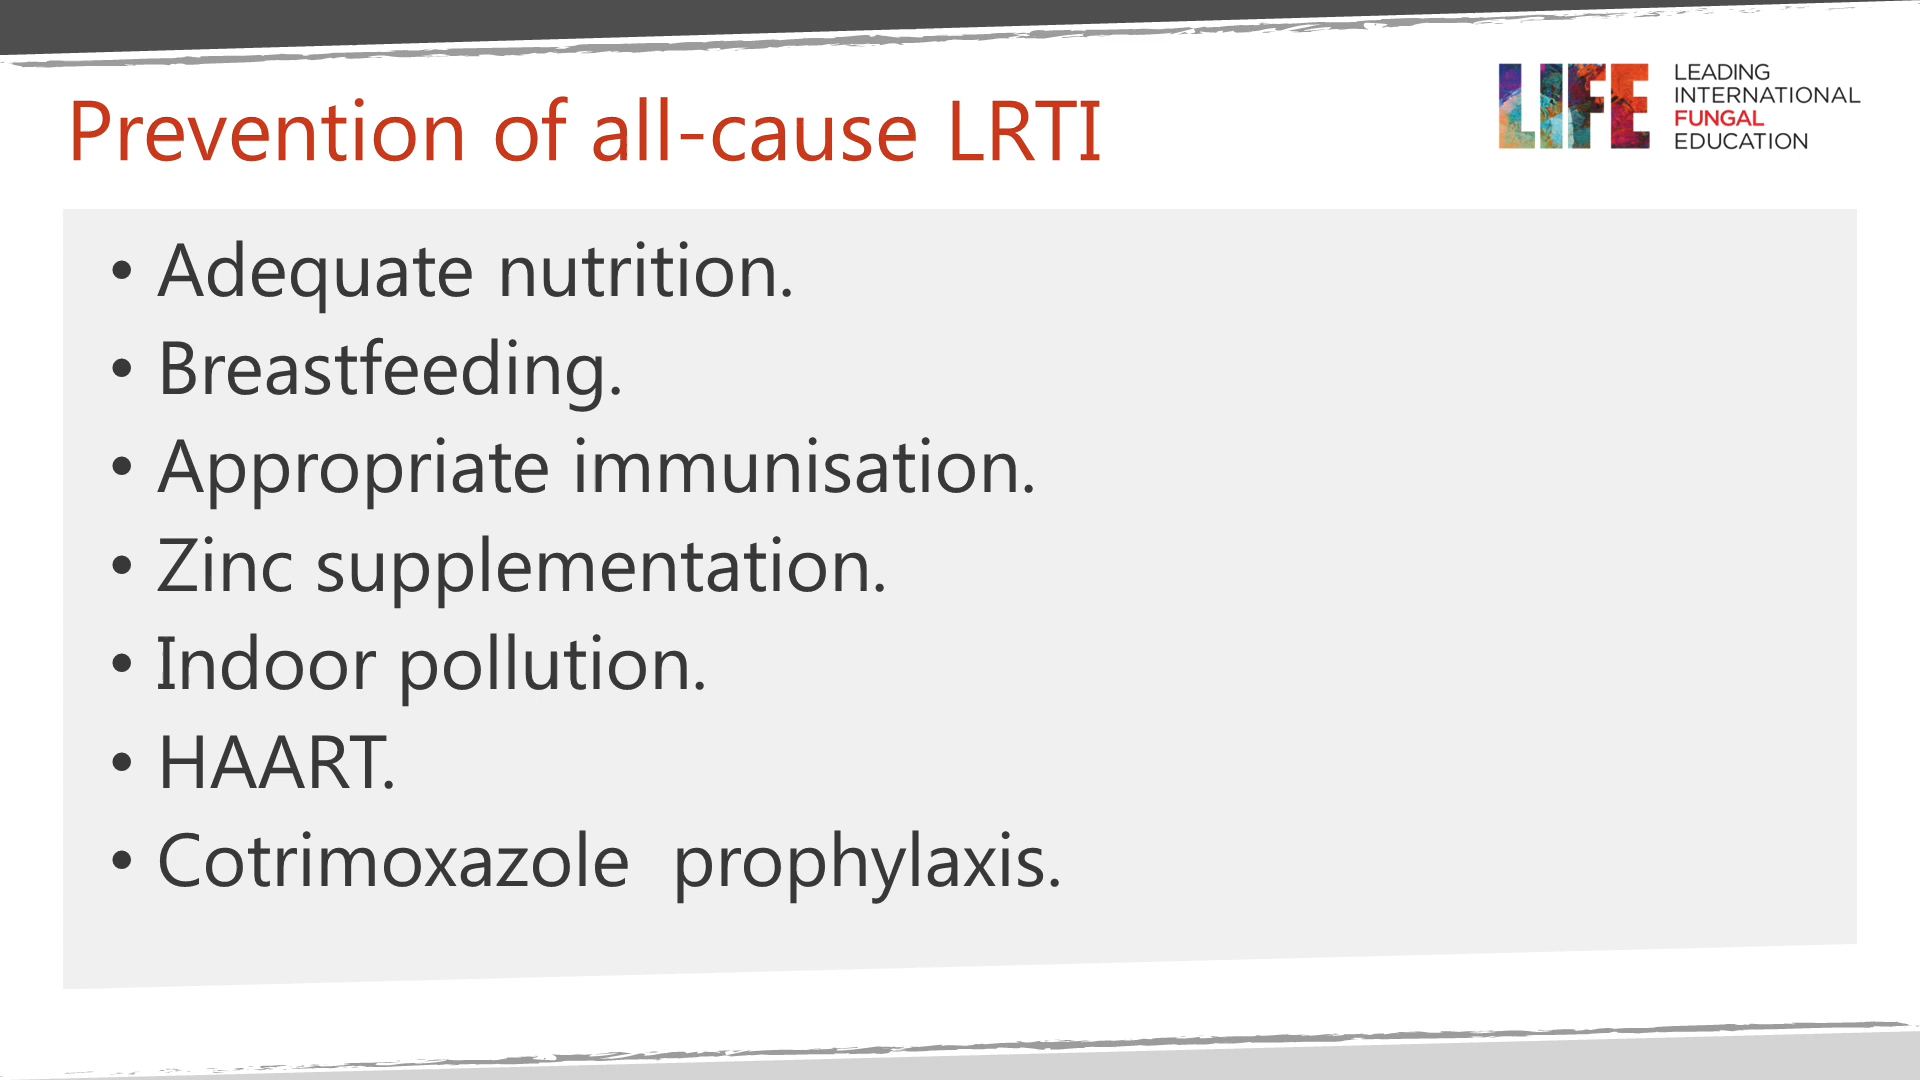 Prevention of all-cause LRTI
LIFE
LEADING
INTERNATIONAL
FUNGAL
EDUCATION
• Adequate nutrition.
• Breastfeeding.
• Appropriate immunisation.
• Zinc supplementation.
• Indoor pollution.
• HAART.
• Cotrimoxazole  prophylaxis.